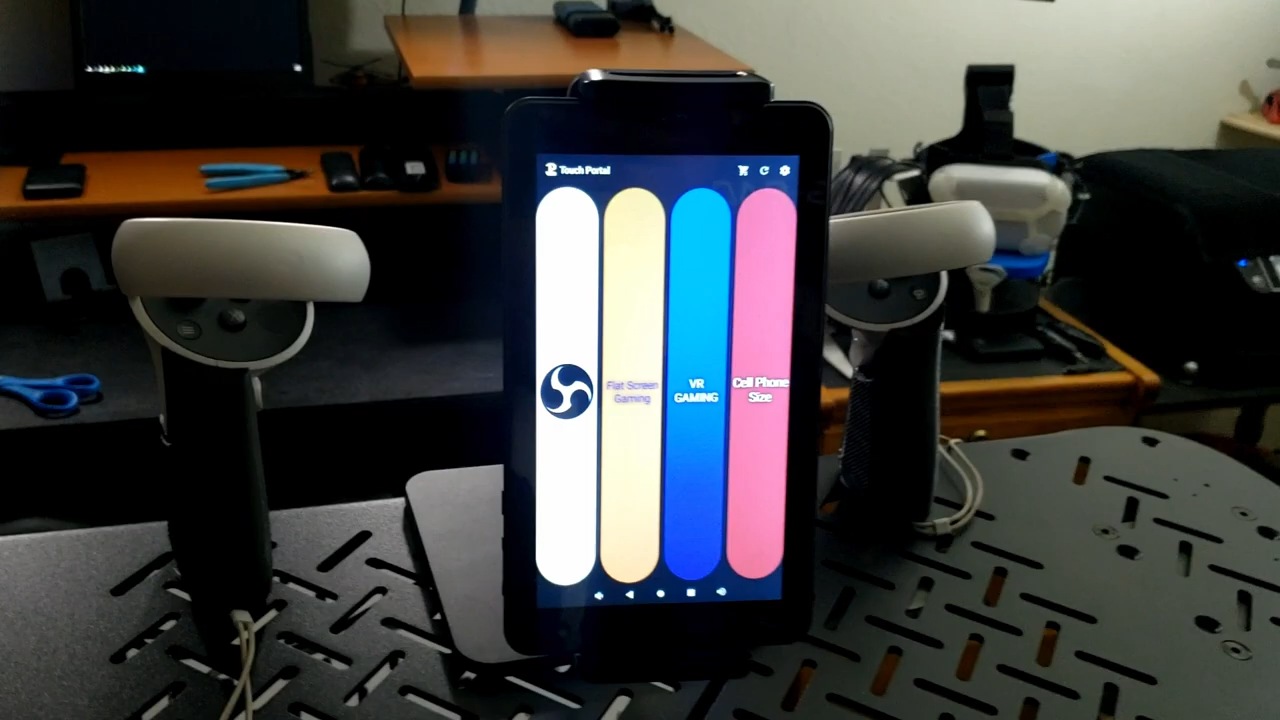 Touch Portal
Flat Screen
Gaming
VR
GAMING
Cell Phone
Size